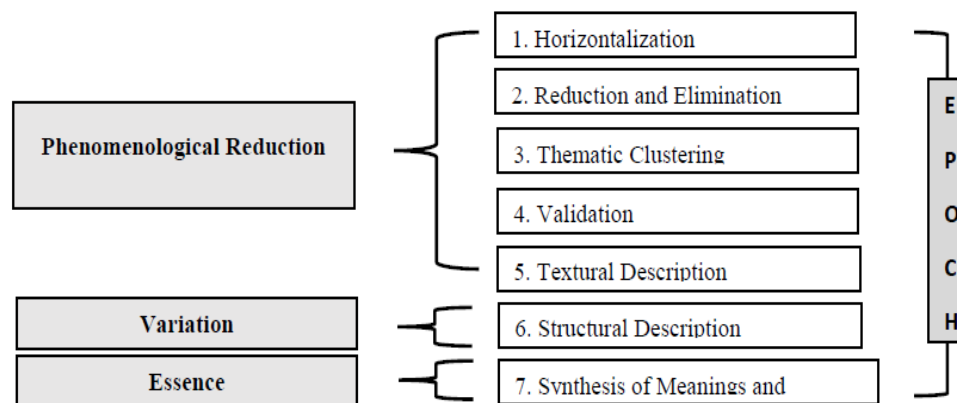 1. Horizontalization
2. Reduction and Elimination
Phenomenological Reduction
3. Thematic Clustering
4. Validation
5. Textural Description
Variation
6. Structural Description
Essence
7. Synthesis of Meanings and
E
P
O
C
H